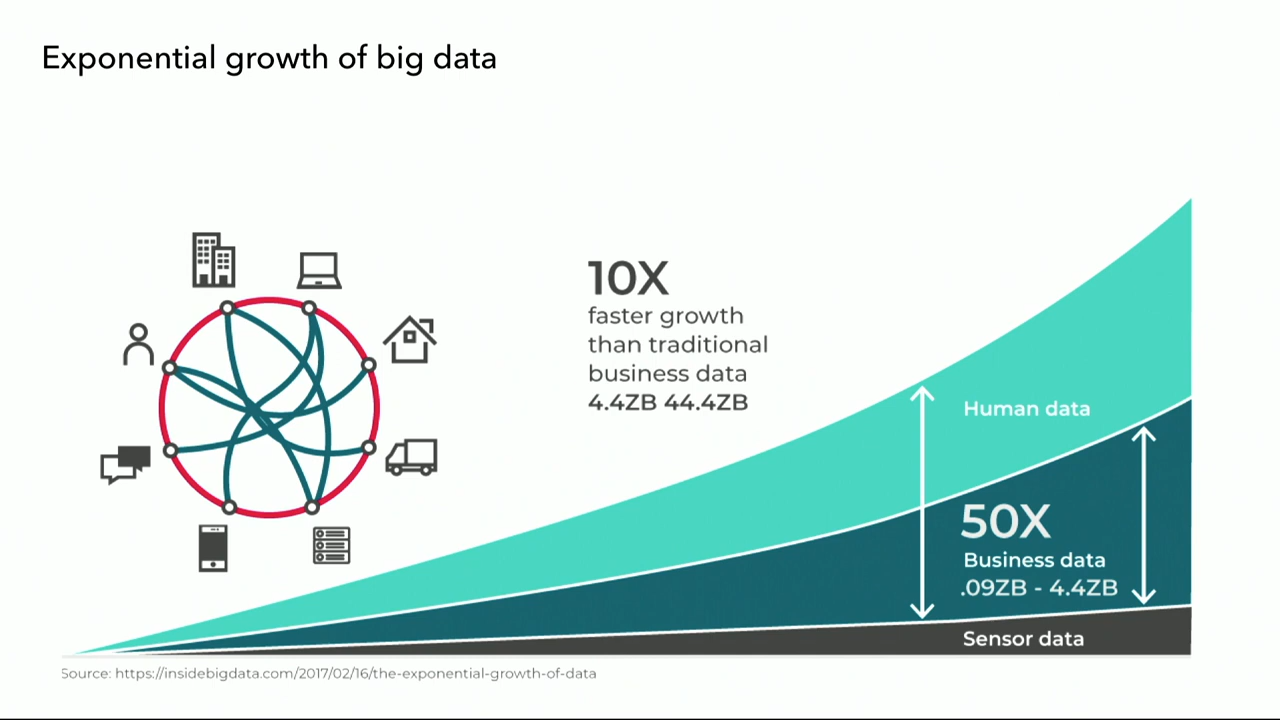 Exponential growth of big data
10X
faster growth
than traditional
business data
4.4ZB 44.4ZB
Human data
50X
Business data
.09ZB - 4.4ZB
Sensor data
Source: https://insidebigdata.com/2017/02/16/the-exponential-growth-of-data